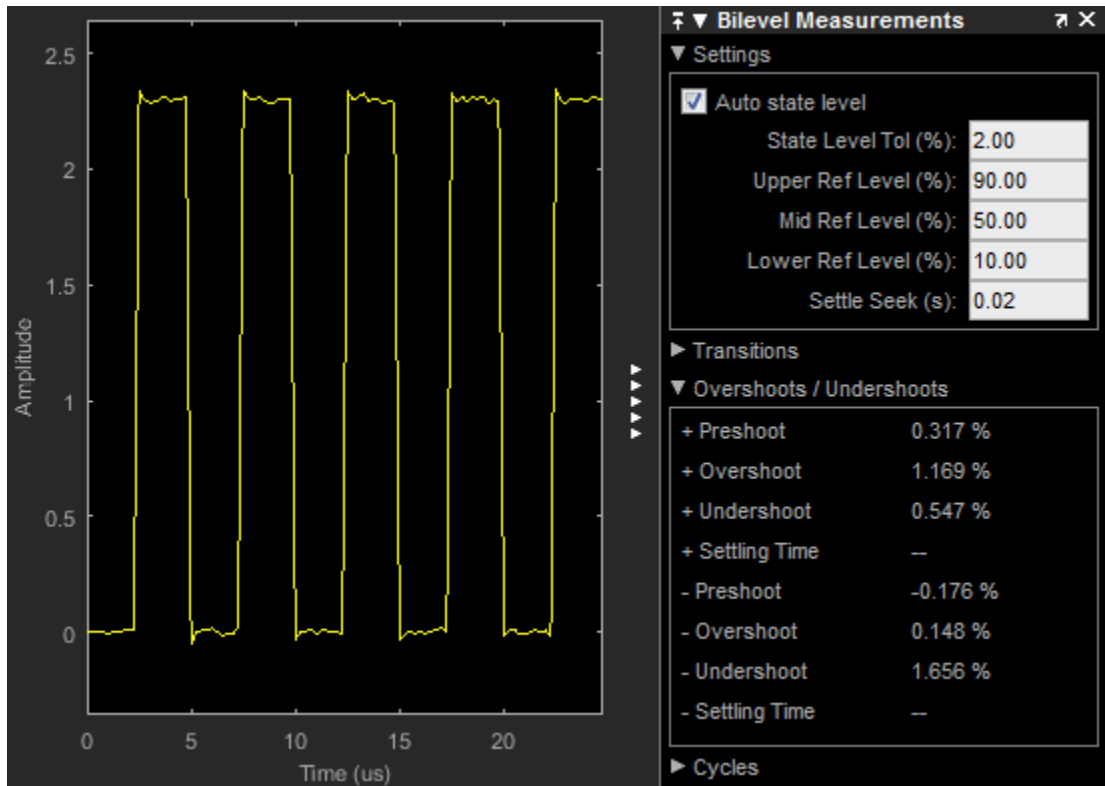 2.5
2
1.5
1
0.5
0
Amplitude
0 5 10 15 20
Time (us)
Bilevel Measurements
Settings
Auto state level
State Level Tol (%): 2.00
Upper Ref Level (%): 90.00
Mid Ref Level (%): 50.00
Lower Ref Level (%): 10.00
Settle Seek (s): 0.02
Transitions
Overshoots / Undershoots
+ Preshoot 0.317 %
+ Overshoot 1.169 %
+ Undershoot 0.547 %
+ Settling Time --
- Preshoot -0.176 %
- Overshoot 0.148 %
- Undershoot 1.656 %
- Settling Time --
Cycles